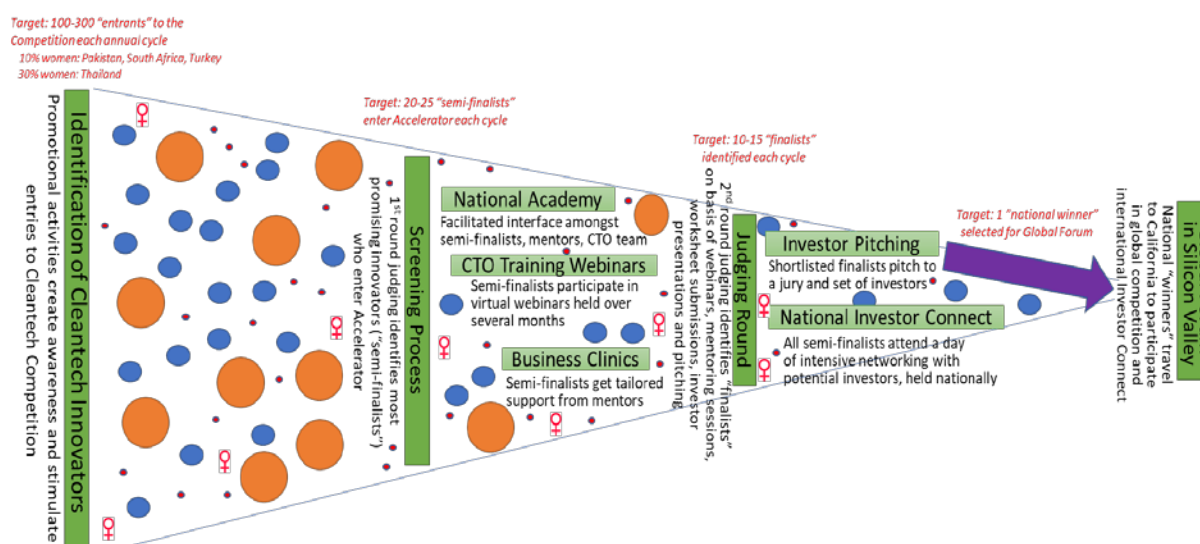 Target: 100-300 “entrants” to the
Competition each annual cycle
10% women: Pakistan, South Africa, Turkey
30% women: Thailand
Identification of Cleantech Innovators
Promotional activities create awareness and stimulate
entries to Cleantech Competition
Target: 20-25 “semi-finalists”
enter Accelerator each cycle
Screening Process
1st round judging identifies most
promising innovators (“semi-finalists”)
who enter Accelerator
National Academy
Facilitated interface amongst
semi-finalists, mentors, CTO team
CTO Training Webinars
Semi-finalists participate in
virtual webinars held over
several months
Business Clinics
Semi-finalists get tailored
support from mentors
Target: 10-15 “finalists”
identified each cycle
Judging Round
2nd round judging identifies “finalists”
on basis of webinars, mentoring sessions,
worksheet submissions, investor
presentations and pitching
Investor Pitching
Shortlisted finalists pitch to
a jury and set of investors
National Investor Connect
All semi-finalists attend a day
of intensive networking with
potential investors, held nationally
Target: 1 “national winner”
selected for Global Forum
in Silicon Valley
National “winners” travel
to California to participate
in global competition and
international Investor Connect